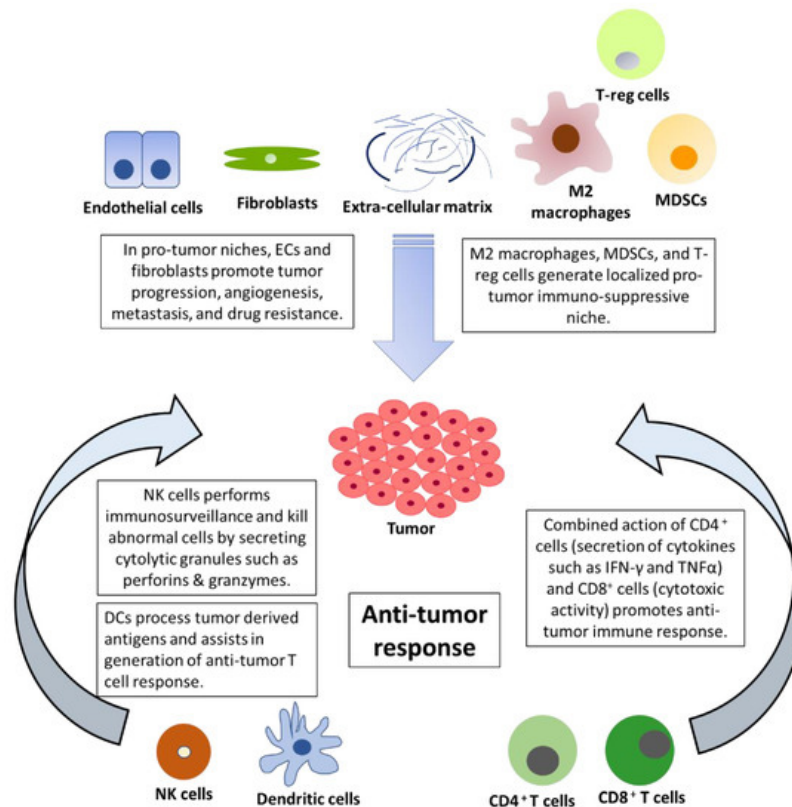 T-reg cells
Endothelial cells
Fibroblasts
Extra-cellular matrix
M2
macrophages
MDSCs
In pro-tumor niches, ECs and
fibroblasts promote tumor
progression, angiogenesis,
metastasis, and drug resistance.
M2 macrophages, MDSCs, and T-
reg cells generate localized pro-
tumor immuno-suppressive
niche.
Tumor
NK cells performs
immunosurveillance and kill
abnormal cells by secreting
cytolytic granules such as
perforins & granzymes.
DCs process tumor derived
antigens and assists in
generation of anti-tumor T
cell response.
Anti-tumor
response
Combined action of CD4⁺
cells (secretion of cytokines
such as IFN-γ and TNFα)
and CD8⁺ cells (cytotoxic
activity) promotes anti-
tumor immune response.
NK cells
Dendritic cells
CD4⁺ T cells
CD8⁺ T cells